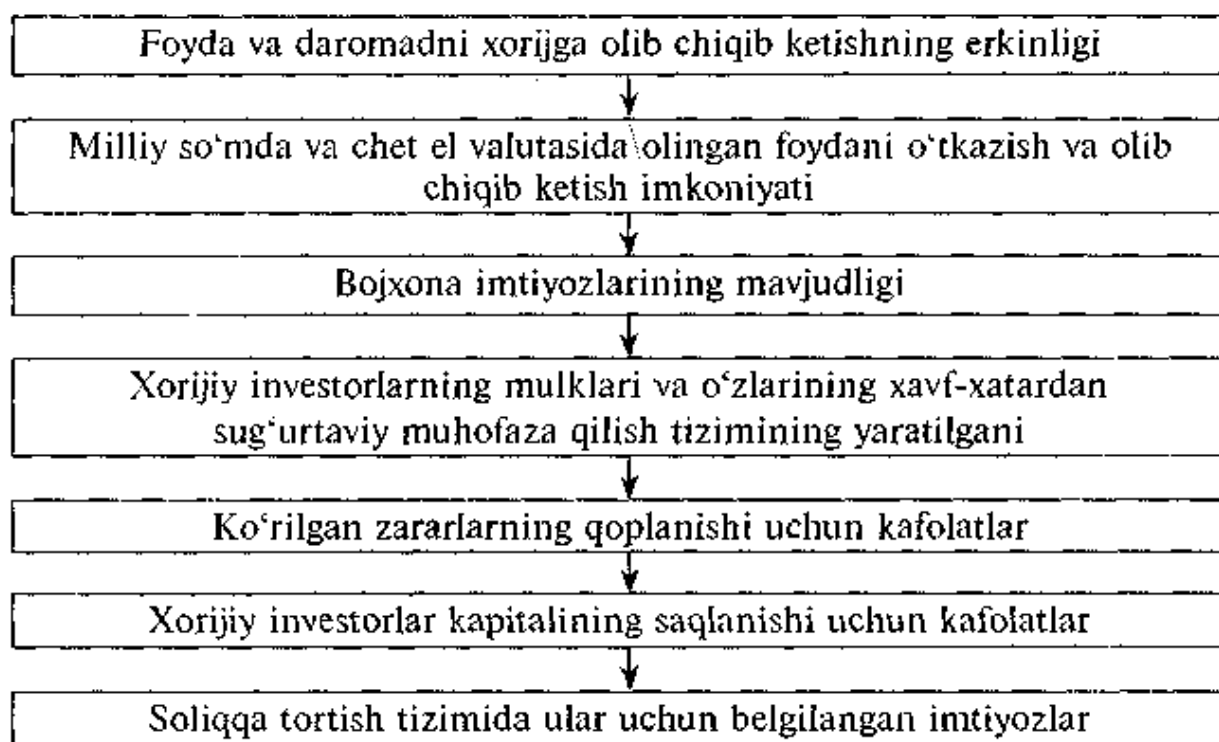 Foyda va daromadni xorijga olib chiqib ketishning erkinligi
Milliy so‘mda va chet el valutasida olingan foydani o‘tkazish va olib
chiqib ketish imkoniyati
Bojxona imtiyozlarining mavjudligi
Xorijiy investorlarning mulklari va o‘zlarining xavf-xatardan
sug‘urtaviy muhofaza qilish tizimining yaratilgani
Ko‘rilgan zararlarning qoplanishi uchun kafolatlar
Xorijiy investorlar kapitalining saqlanishi uchun kafolatlar
Soliqqa tortish tizimida ular uchun belgilangan imtiyozlar